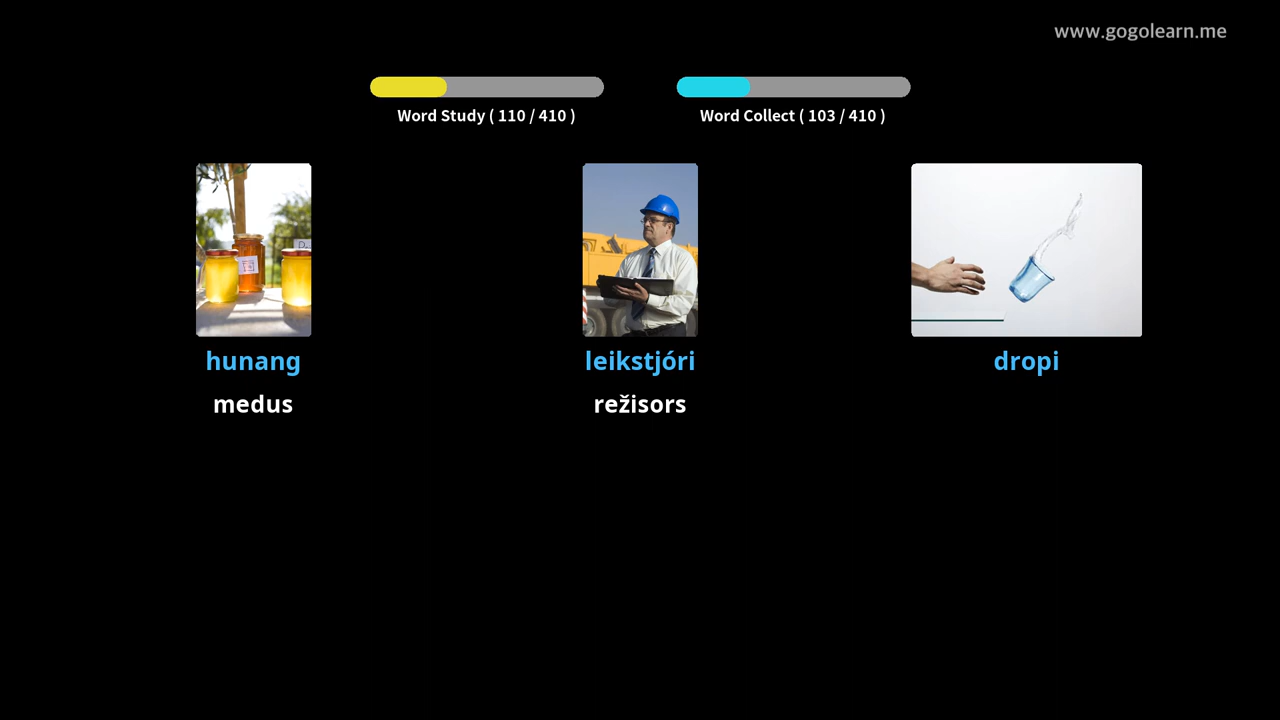 www.gogolearn.me
Word Study ( 110 / 410 )
Word Collect ( 103 / 410 )
hunang
leikstjóri
dropi
medus
režisors